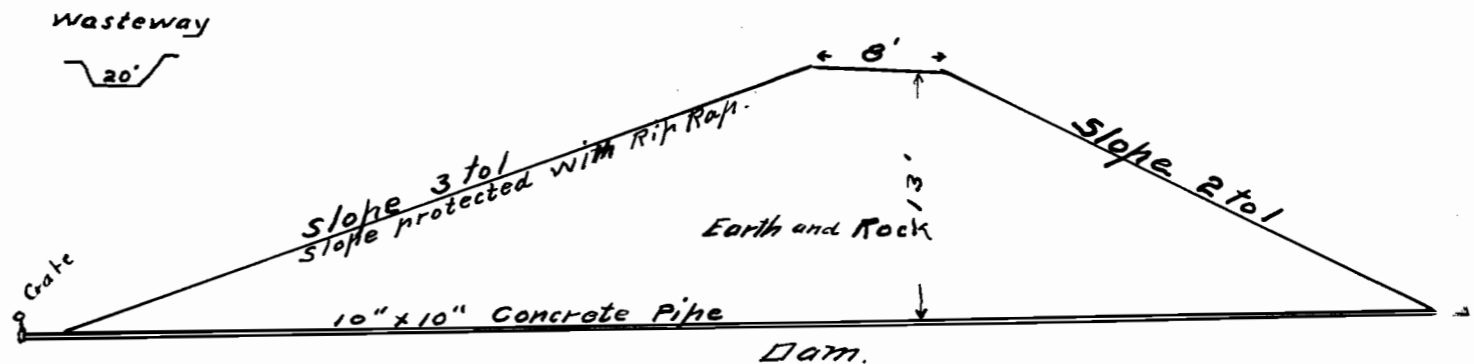 Wasteway
20'
8'
Slope 3 to 1
Slope protected with Rip Rap.
Slope 2 to 1
13'
Earth and Rock
10" x 10" Concrete Pipe
Dam.